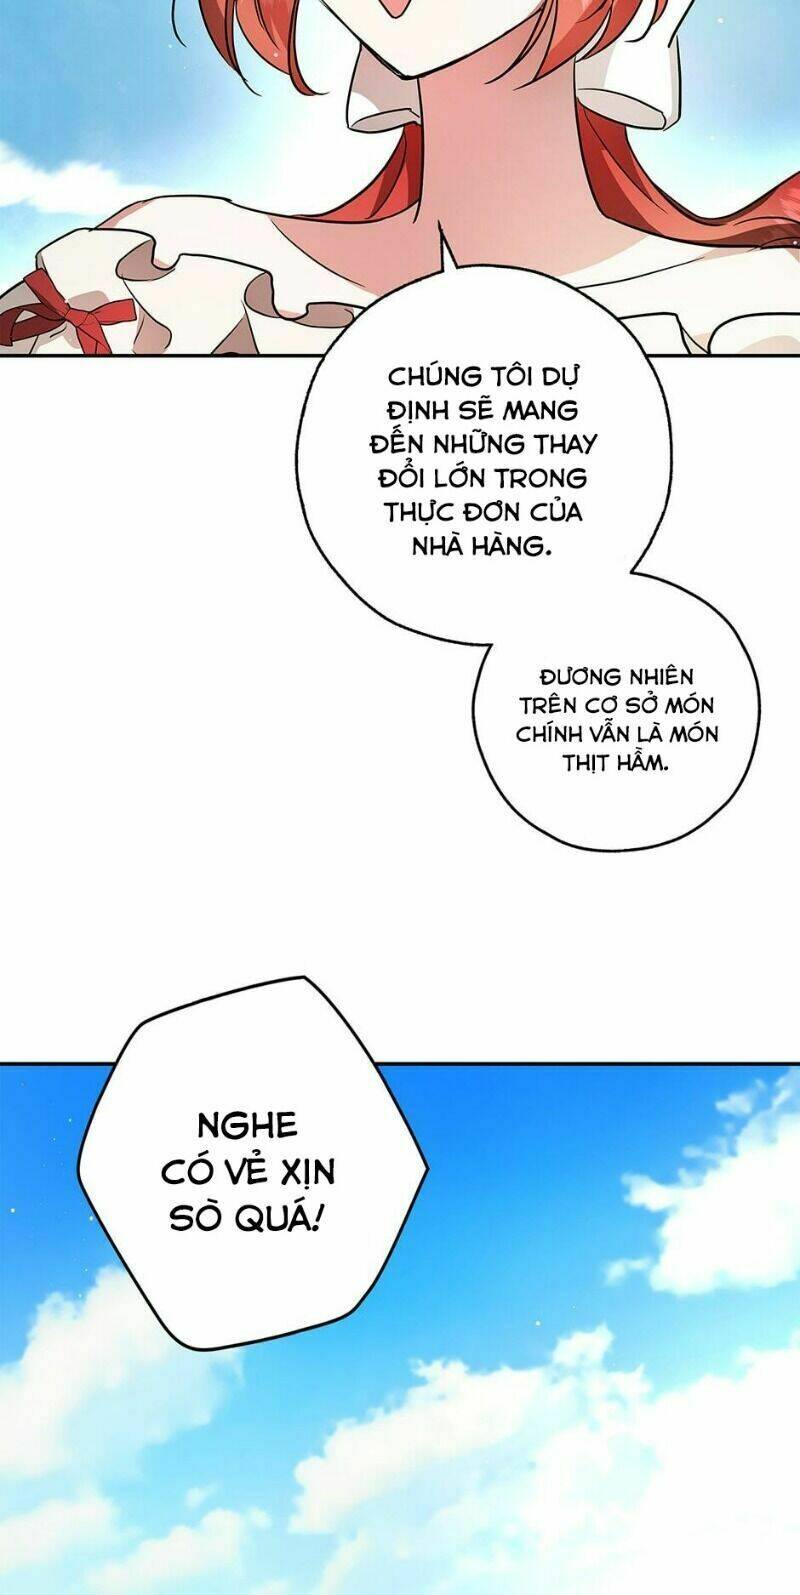 CHÚNG TÔI DỰ
ĐỊNH SẼ MANG
ĐẾN NHỮNG THAY
ĐỔI LỚN TRONG
THỰC ĐƠN CỦA
NHÀ HÀNG.
ĐƯƠNG NHIÊN
TRÊN CƠ SỞ MÓN
CHÍNH VẪN LÀ MÓN
THỊT HẦM.
NGHE
CÓ VẺ XỊN
SÒ QUÁ!